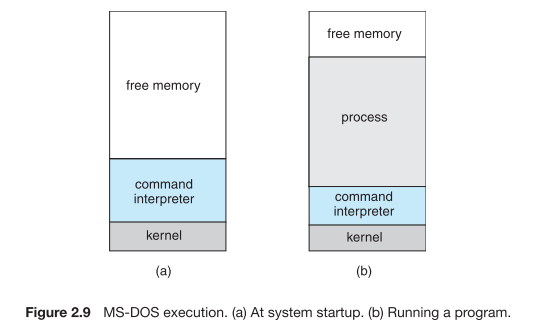 free memory
command
interpreter
kernel
(a)
free memory
process
command
interpreter
kernel
(b)
Figure 2.9 MS-DOS execution. (a) At system startup. (b) Running a program.